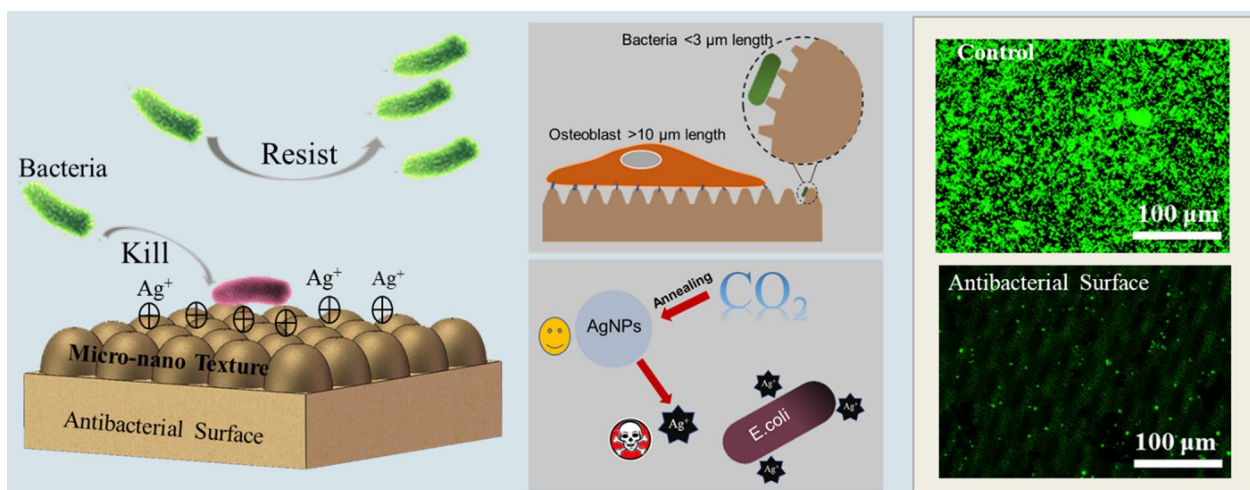 Bacteria
Resist
Kill
Ag⁺
Ag⁺
Ag⁺
Micro-nano Texture
Antibacterial Surface
Bacteria <3 μm length
Osteoblast >10 μm length
Annealing
CO₂
AgNPs
Ag⁺
Ag⁺
Ag⁺
E.coli
Ag⁺
Control
100 μm
Antibacterial Surface
100 μm